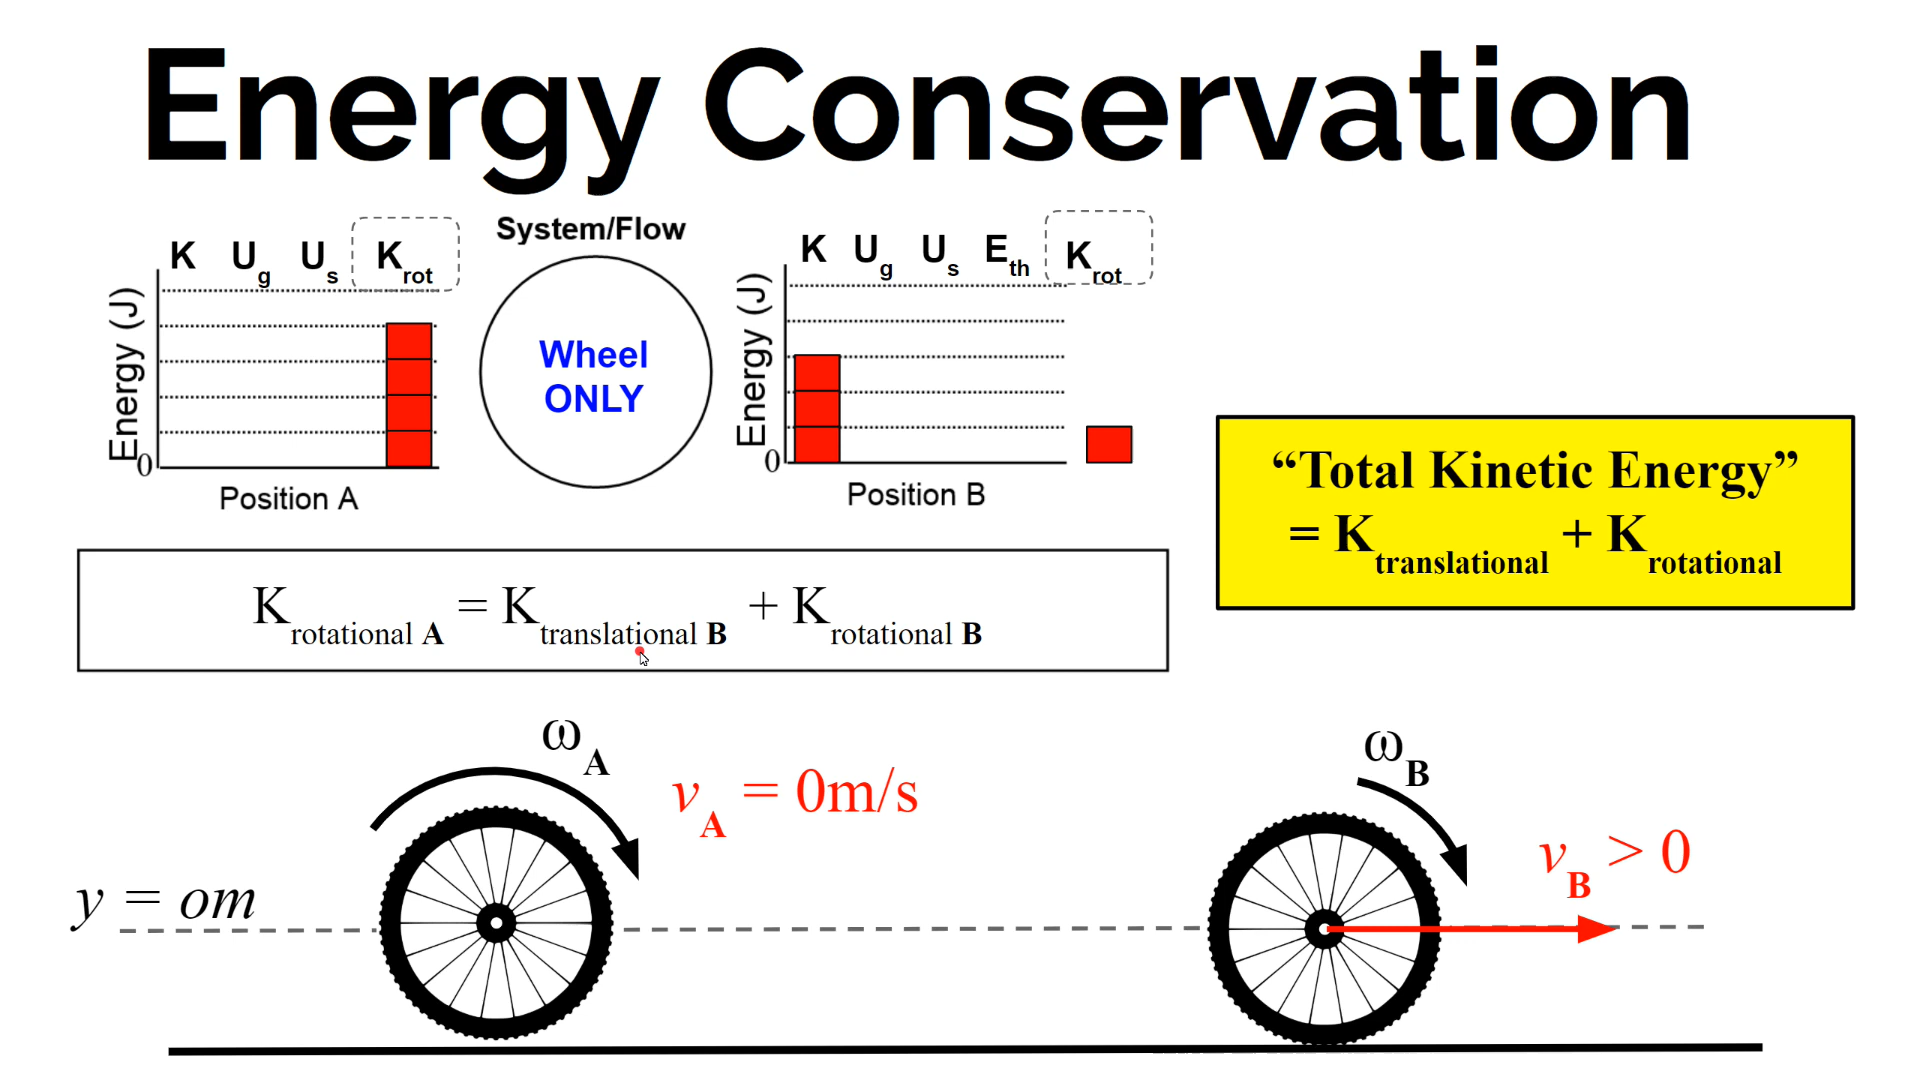 Energy Conservation
System/Flow
K U_g U_s K_rot
Energy (J)
0
Position A
Wheel
ONLY
K U_g U_s E_th K_rot
Energy (J)
0
Position B
“Total Kinetic Energy”
= K_translational + K_rotational
K_rotational A = K_translational B + K_rotational B
ω_A
v_A = 0m/s
ω_B
v_B > 0
y = om